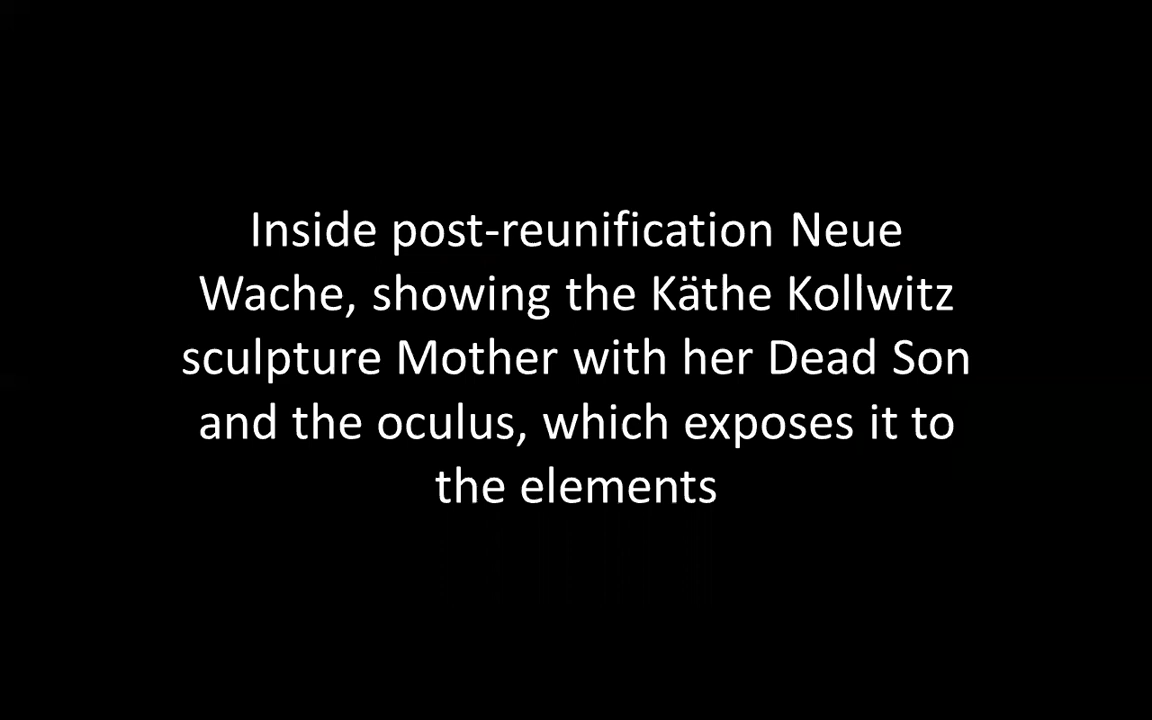 Inside post-reunification Neue
Wache, showing the Käthe Kollwitz
sculpture Mother with her Dead Son
and the oculus, which exposes it to
the elements